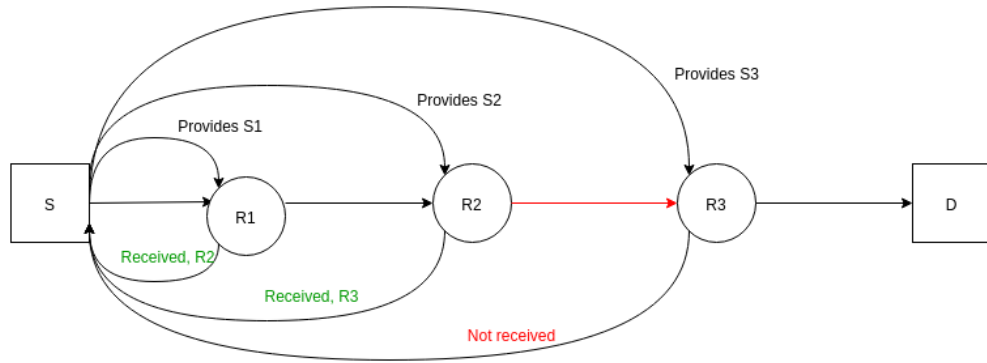 Provides S3
Provides S2
Provides S1
S
R1
R2
R3
D
Received, R2
Received, R3
Not received